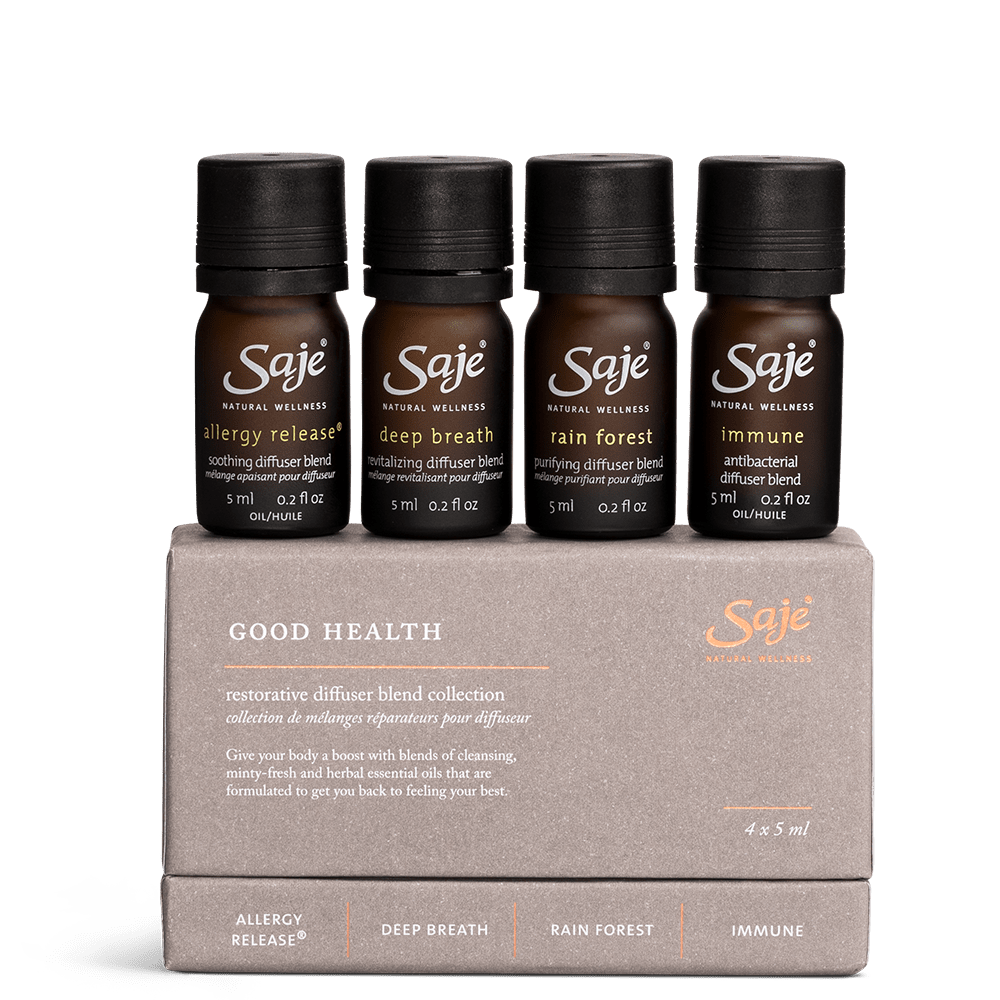 Saje®
NATURAL WELLNESS
allergy release®
soothing diffuser blend
mélange apaisant pour diffuseur
5 ml 0.2 fl oz
OIL/HUILE
Saje®
NATURAL WELLNESS
deep breath
revitalizing diffuser blend
mélange revitalisant pour diffuseur
5 ml 0.2 fl oz
Saje®
NATURAL WELLNESS
rain forest
purifying diffuser blend
mélange purifiant pour diffuseur
5 ml 0.2 fl oz
Saje®
NATURAL WELLNESS
immune
antibacterial
diffuser blend
5 ml 0.2 fl oz
OIL/HUILE
GOOD HEALTH
restorative diffuser blend collection
collection de mélanges réparateurs pour diffuseur
Give your body a boost with blends of cleansing,
minty-fresh and herbal essential oils that are
formulated to get you back to feeling your best.
Saje®
NATURAL WELLNESS
4 x 5 ml
ALLERGY
RELEASE®
DEEP BREATH
RAIN FOREST
IMMUNE